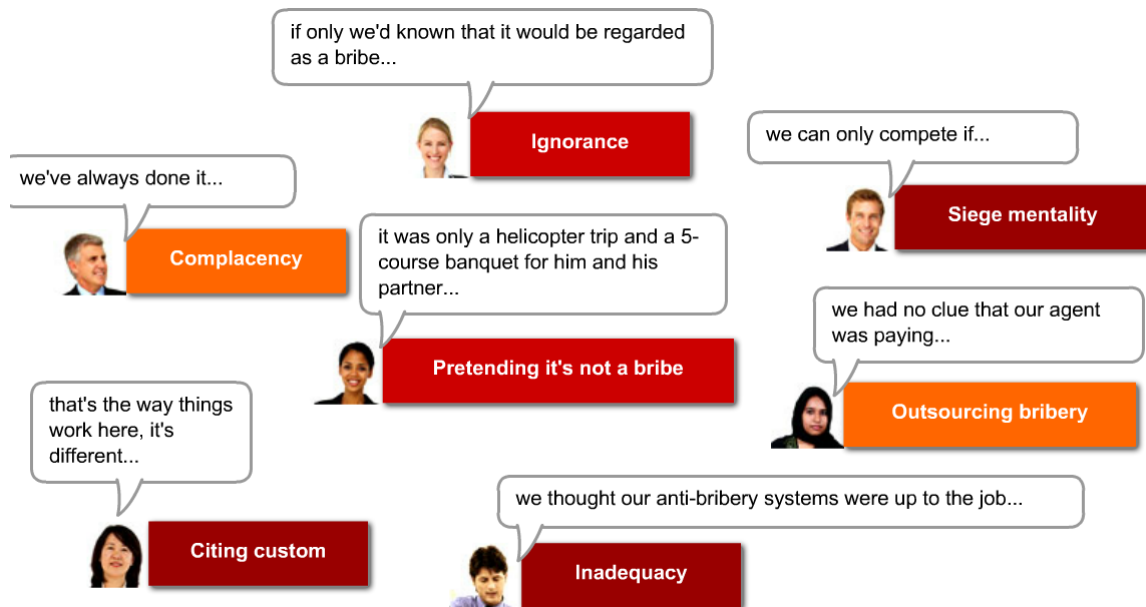 if only we'd known that it would be regarded
as a bribe...
Ignorance
we can only compete if...
Siege mentality
we've always done it...
Complacency
it was only a helicopter trip and a 5-
course banquet for him and his
partner...
Pretending it's not a bribe
we had no clue that our agent
was paying...
Outsourcing bribery
that's the way things
work here, it's
different...
Citing custom
we thought our anti-bribery systems were up to the job...
Inadequacy